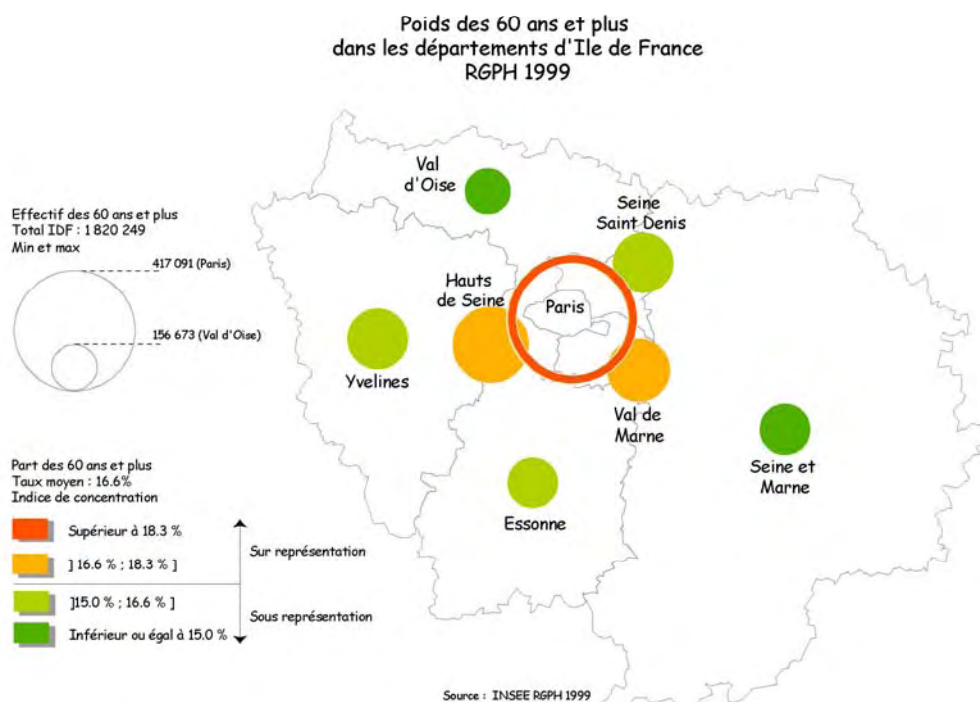 Poids des 60 ans et plus
dans les départements d'Ile de France
RGPH 1999
Val
d'Oise
Seine
Saint Denis
Effectif des 60 ans et plus
Total IDF : 1 820 249
Min et max
417 091 (Paris)
Hauts
de Seine
Paris
156 673 (Val d'Oise)
Yvelines
Val de
Marne
Part des 60 ans et plus
Taux moyen : 16.6%
Indice de concentration
Seine et
Marne
Essonne
Supérieur à 18.3 %
Sur représentation
] 16.6 % ; 18.3 % ]
]15.0 % ; 16.6 % ]
Sous représentation
Inférieur ou égal à 15.0 %
Source : INSEE RGPH 1999